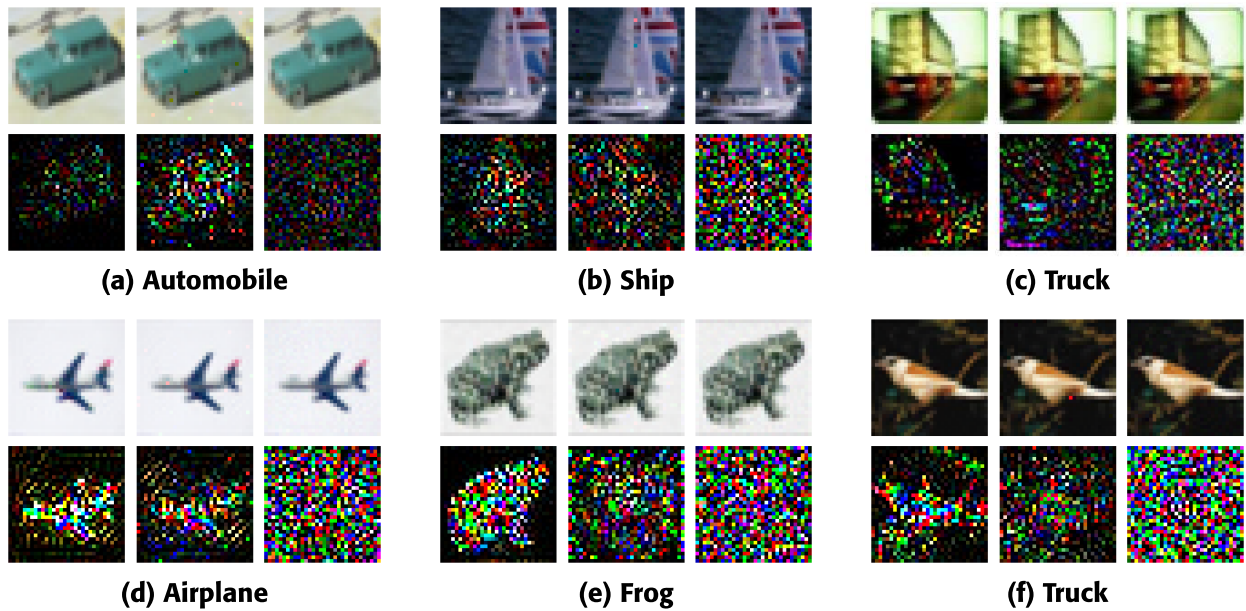 (a) Automobile
(b) Ship
(c) Truck
(d) Airplane
(e) Frog
(f) Truck